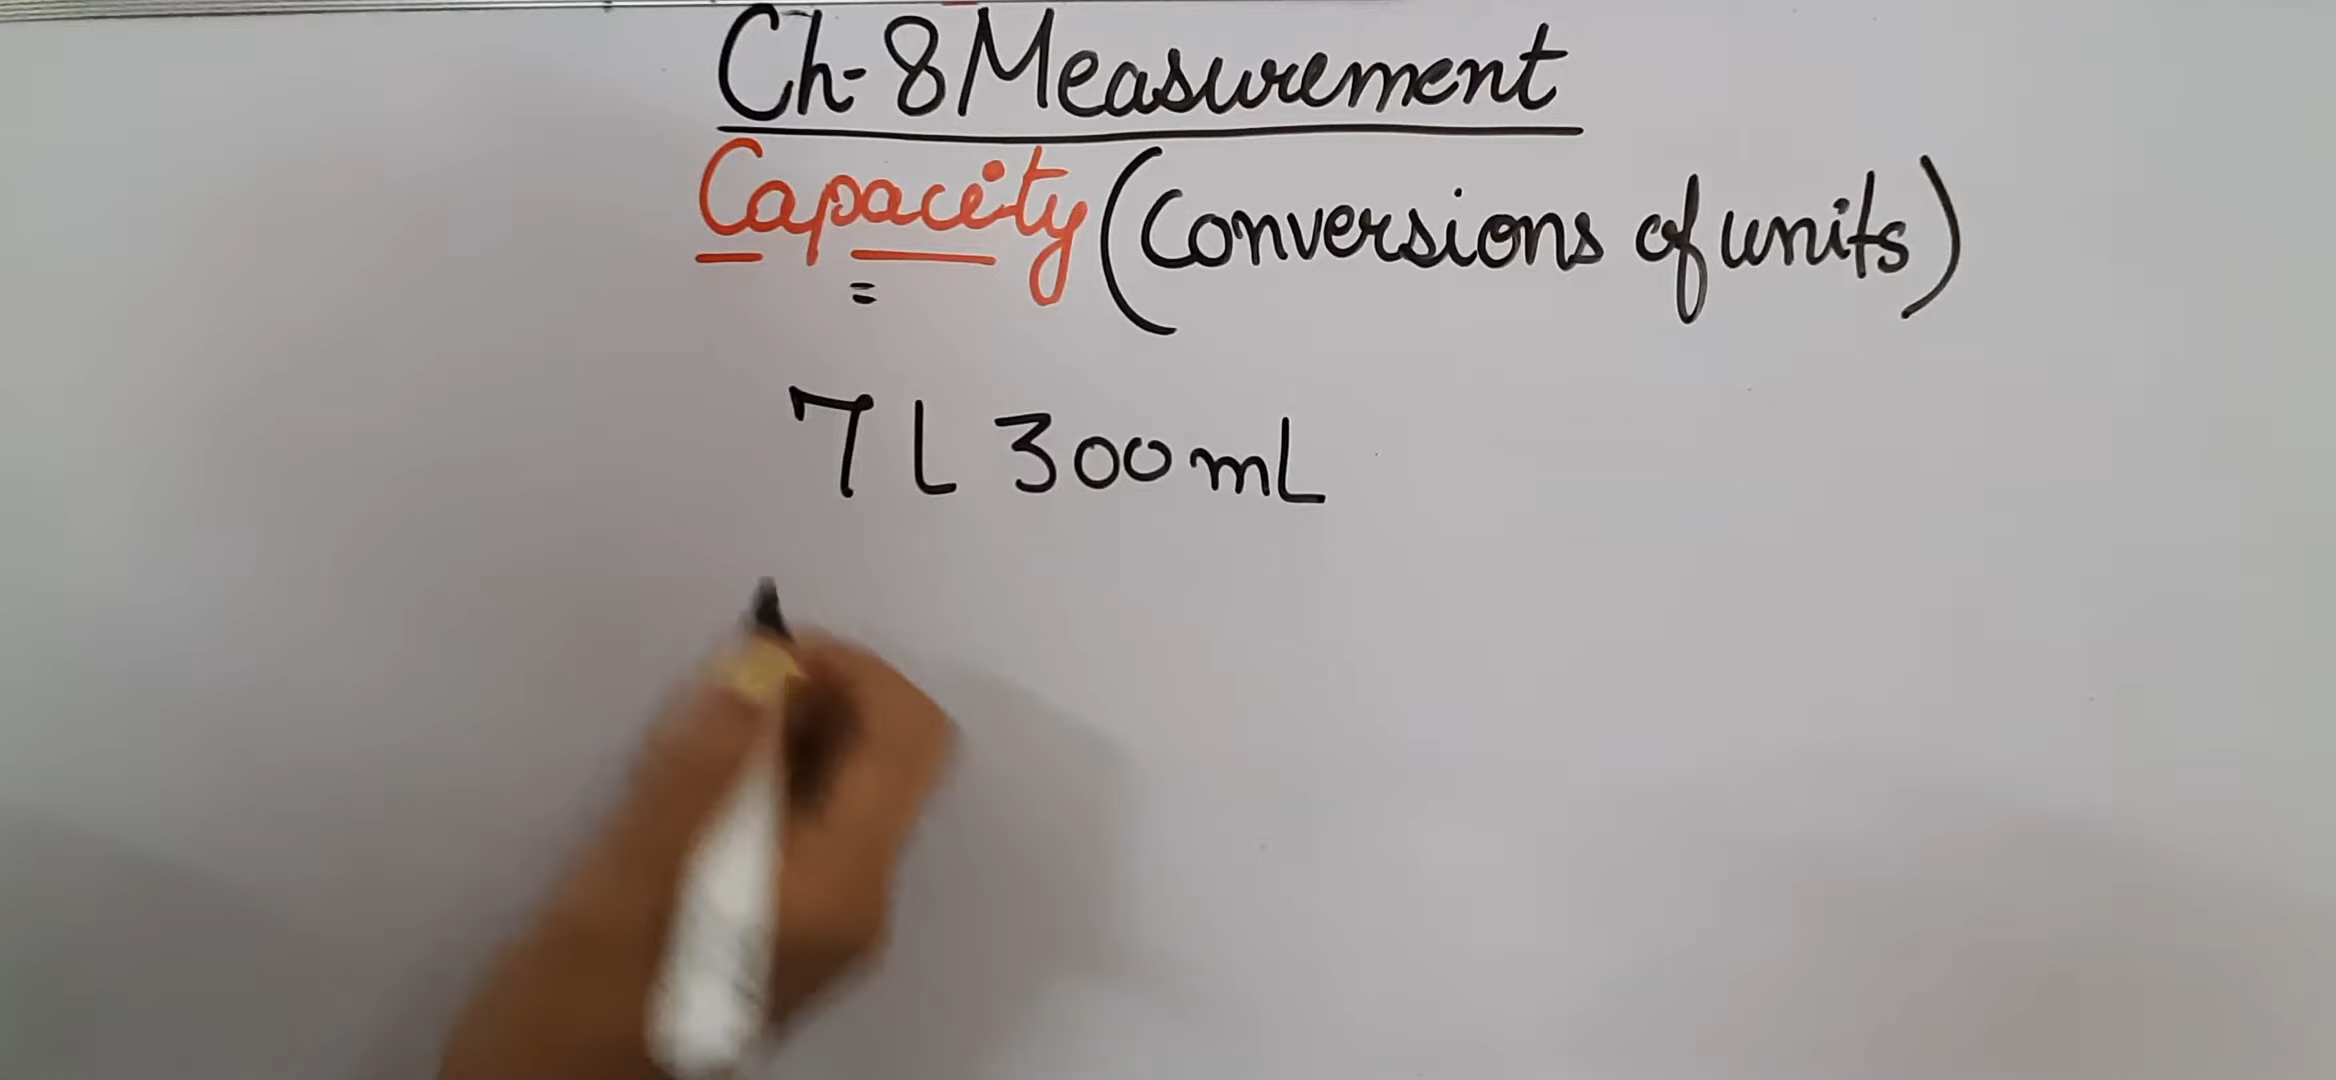 Ch-8 Measurement
Capacity (Conversions of units)
=
7 L 300 mL